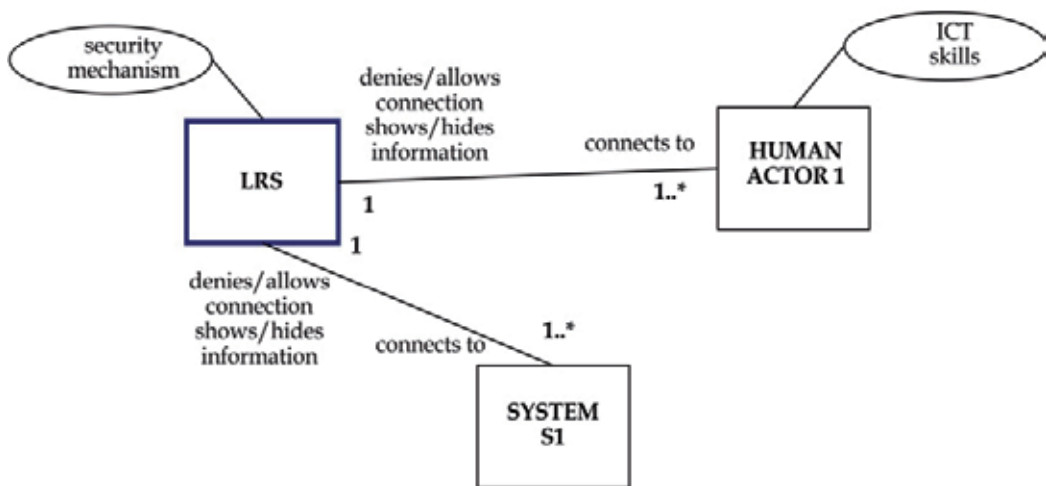 security
mechanism
ICT
skills
denies/allows
connection
shows/hides
information
connects to
LRS
HUMAN
ACTOR 1
1
1..*
1
denies/allows
connection
shows/hides
information
connects to
1..*
SYSTEM
S1